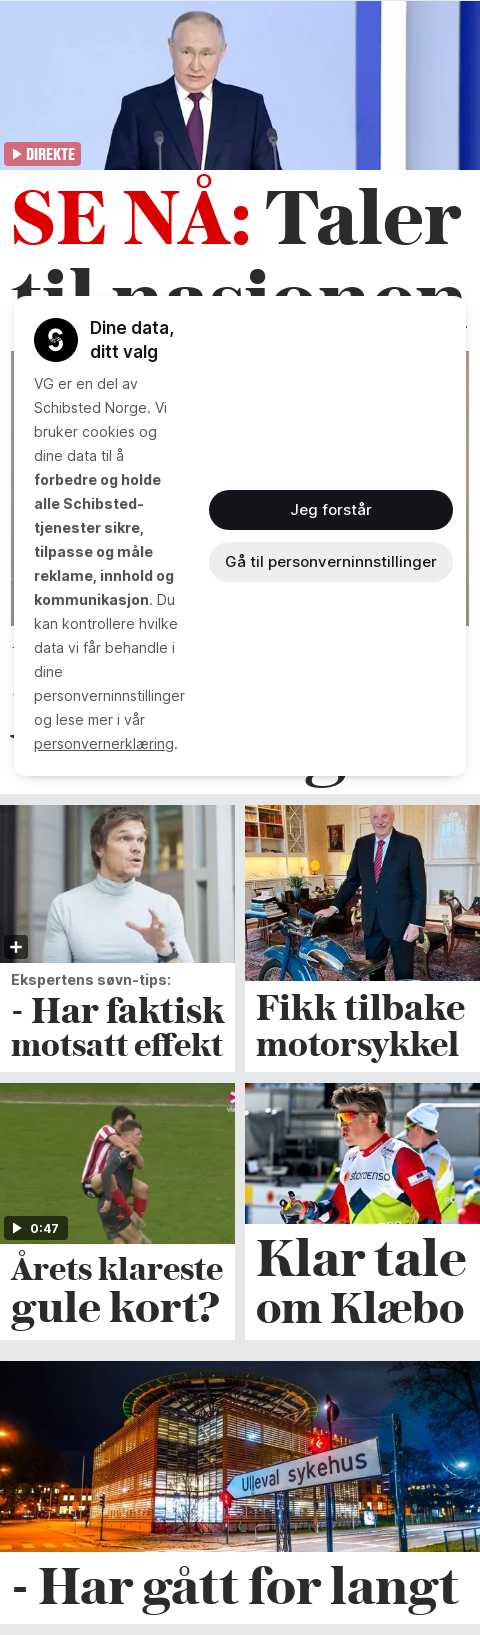 DIREKTE
SE NÅ: Taler
til nasjonen
Dine data,
ditt valg
VG er en del av
Schibsted Norge. Vi
bruker cookies og
dine data til å
forbedre og holde
alle Schibsted-
tjenester sikre,
tilpasse og måle
reklame, innhold og
kommunikasjon. Du
kan kontrollere hvilke
data vi får behandle i
dine
personverninnstillinger
og lese mer i vår
personvernerklæring.
Jeg forstår
Gå til personverninnstillinger
Ekspertens søvn-tips:
- Har faktisk
motsatt effekt
Fikk tilbake
motorsykkel
0:47
Årets klareste
gule kort?
storaenso
Klar tale
om Klæbo
Ullevål sykehus
- Har gått for langt